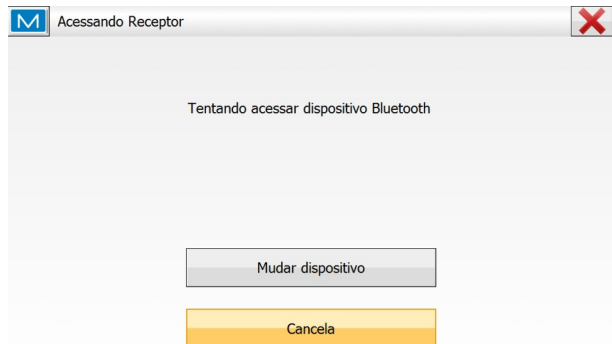 Acessando Receptor
Tentando acessar dispositivo Bluetooth
Mudar dispositivo
Cancela